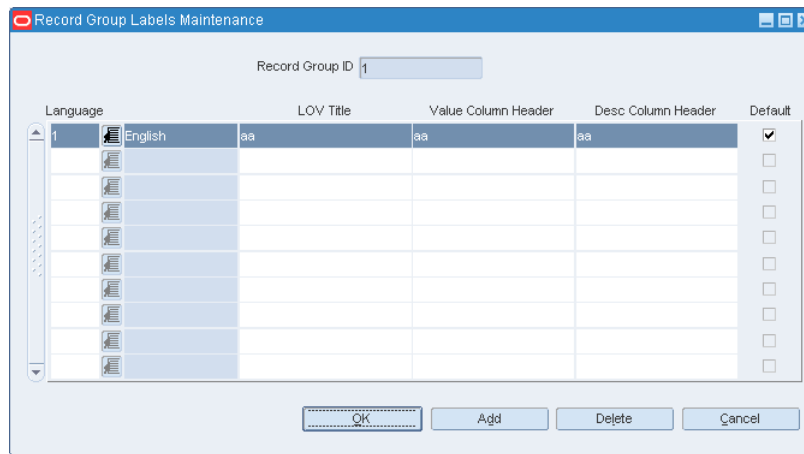 Record Group Labels Maintenance
Record Group ID 1
Language LOV Title Value Column Header Desc Column Header Default
1 English aa aa aa
OK Add Delete Cancel